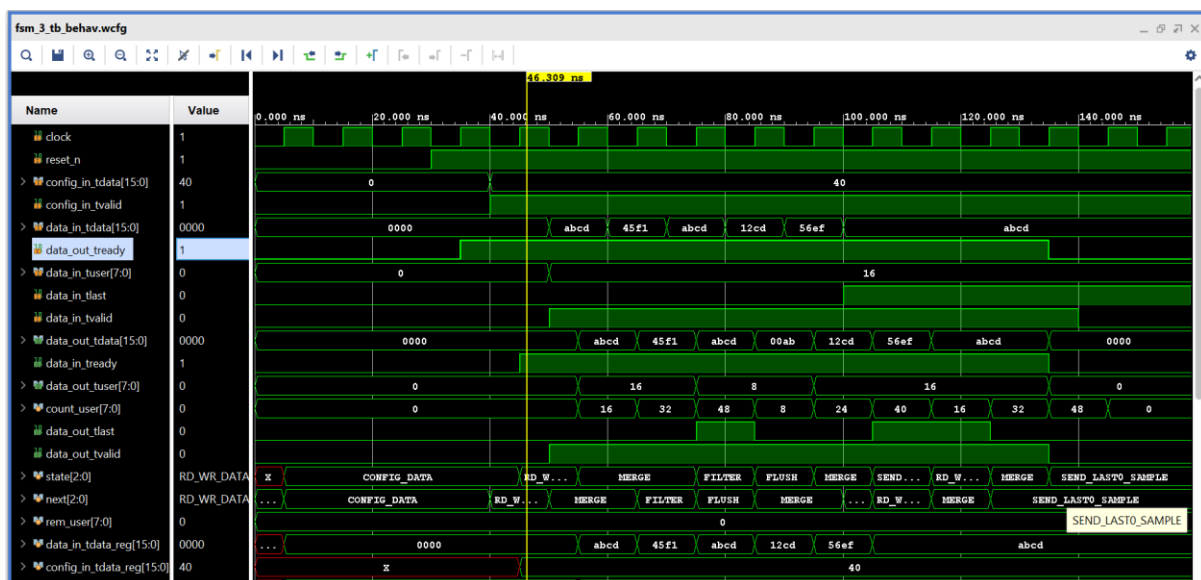 fsm_3_tb_behav.wcfg
46.309 ns
Name Value 0.000 ns 20.000 ns 40.000 ns 60.000 ns 80.000 ns 100.000 ns 120.000 ns 140.000 ns
clock 1
reset_n 1
config_in_tdata[15:0] 40 0 40
config_in_tvalid 1
data_in_tdata[15:0] 0000 0000 abcd 45f1 abcd 12cd 56ef abcd
data_out_tready 1
data_in_tuser[7:0] 0 0 16
data_in_tlast 0
data_in_tvalid 0
data_out_tdata[15:0] 0000 0000 abcd 45f1 abcd 00ab 12cd 56ef abcd 0000
data_in_tready 1
data_out_tuser[7:0] 0 0 16 8 16 0
count_user[7:0] 0 0 16 32 48 8 24 40 16 32 48 0
data_out_tlast 0
data_out_tvalid 0
state[2:0] RD_WR_DATA X CONFIG_DATA RD_W... MERGE FILTER FLUSH MERGE SEND... RD_W... MERGE SEND_LAST0_SAMPLE
next[2:0] RD_WR_DATA ... CONFIG_DATA RD_W... MERGE FILTER FLUSH MERGE ... RD_W... MERGE SEND_LAST0_SAMPLE
rem_user[7:0] 0 0 SEND_LAST0_SAMPLE
data_in_tdata_reg[15:0] 0000 ... 0000 abcd 45f1 abcd 12cd 56ef abcd
config_in_tdata_reg[15:0] 40 X 40